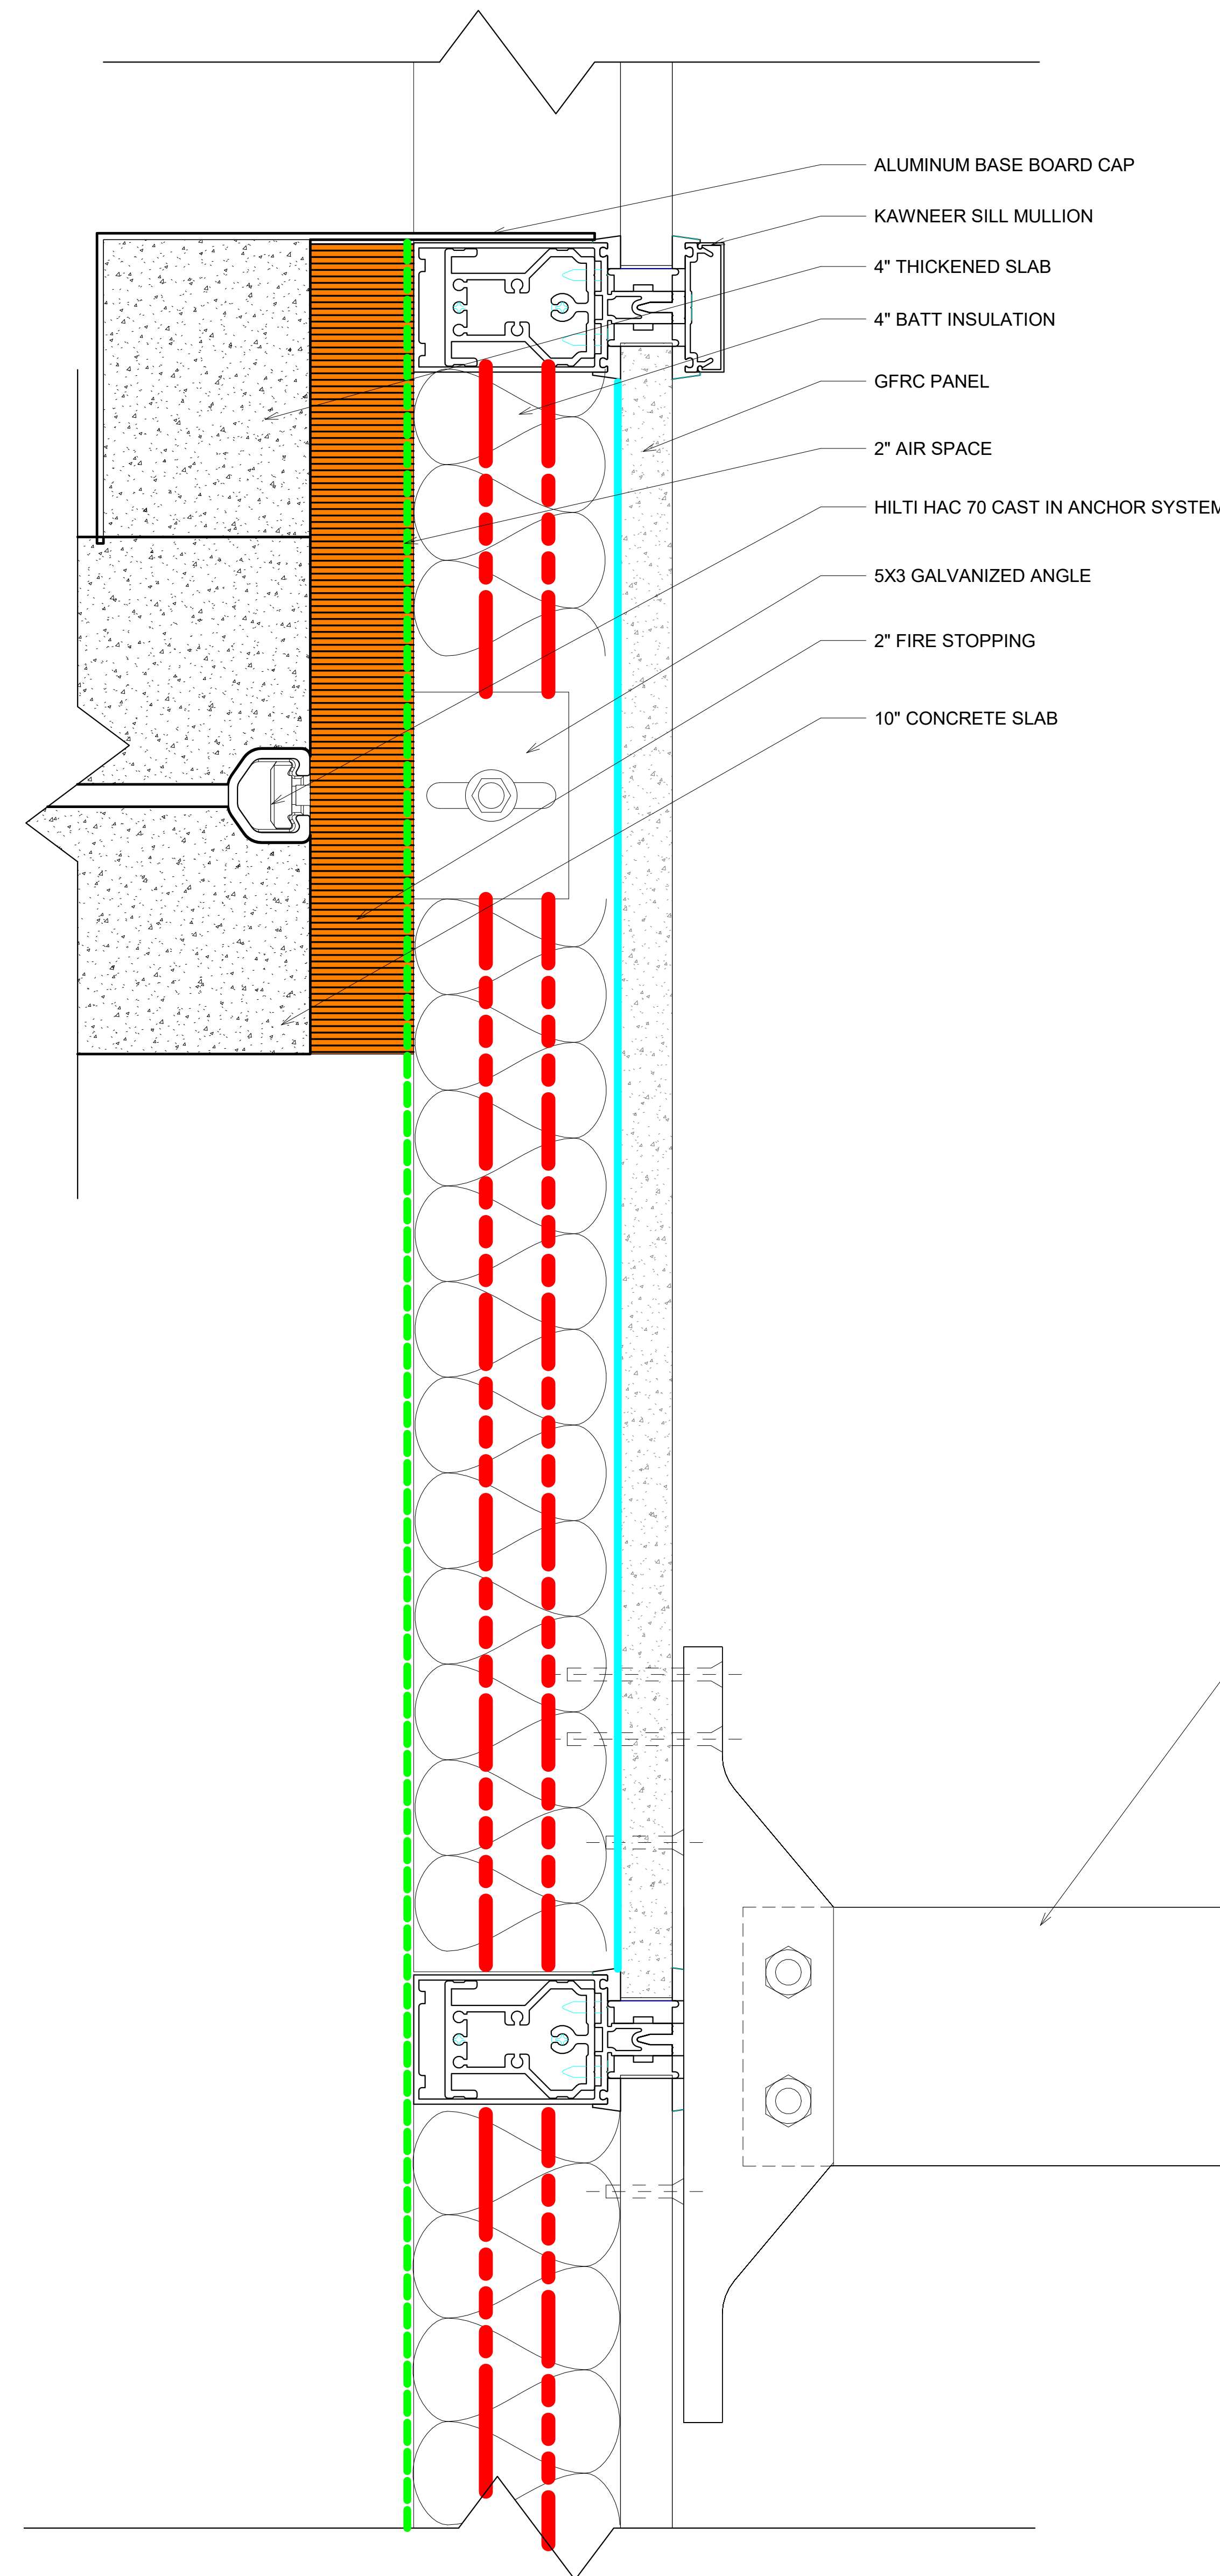 ALUMINUM BASE BOARD CAP
KAWNEER SILL MULLION
4" THICKENED SLAB
4" BATT INSULATION
GFRC PANEL
2" AIR SPACE
HILTI HAC 70 CAST IN ANCHOR SYSTEM
5X3 GALVANIZED ANGLE
2" FIRE STOPPING
10" CONCRETE SLAB